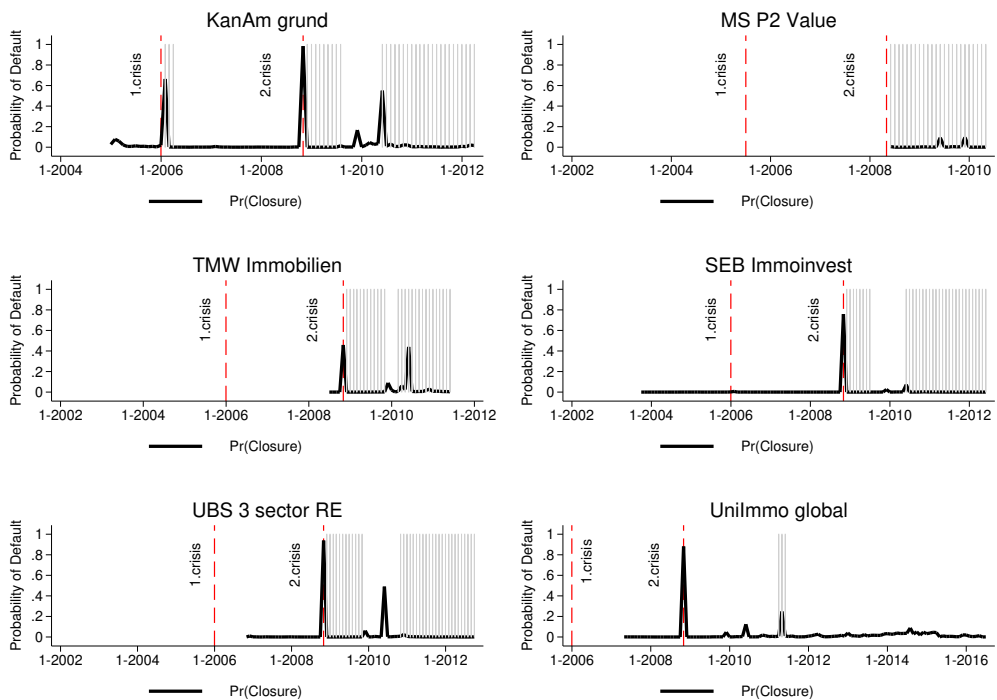 KanAm grund
Probability of Default
1
.8
.6
.4
.2
0
1.crisis
2.crisis
1-2004
1-2006
1-2008
1-2010
1-2012
Pr(Closure)
MS P2 Value
Probability of Default
1
.8
.6
.4
.2
0
1.crisis
2.crisis
1-2002
1-2004
1-2006
1-2008
1-2010
Pr(Closure)
TMW Immobilien
Probability of Default
1
.8
.6
.4
.2
0
1.crisis
2.crisis
1-2002
1-2004
1-2006
1-2008
1-2010
1-2012
Pr(Closure)
SEB Immoinvest
Probability of Default
1
.8
.6
.4
.2
0
1.crisis
2.crisis
1-2002
1-2004
1-2006
1-2008
1-2010
1-2012
Pr(Closure)
UBS 3 sector RE
Probability of Default
1
.8
.6
.4
.2
0
1.crisis
2.crisis
1-2002
1-2004
1-2006
1-2008
1-2010
1-2012
Pr(Closure)
UniImmo global
Probability of Default
1
.8
.6
.4
.2
0
1.crisis
2.crisis
1-2006
1-2008
1-2010
1-2012
1-2014
1-2016
Pr(Closure)